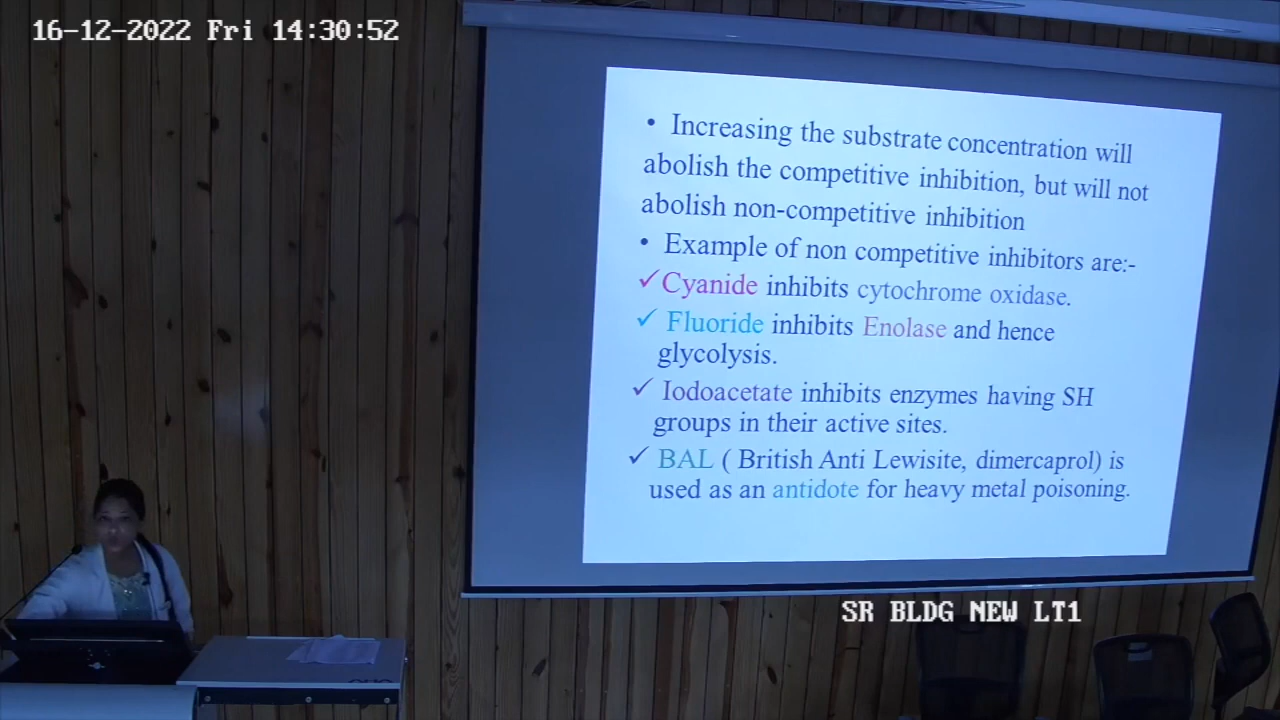 16-12-2022 Fri 14:30:52
• Increasing the substrate concentration will
abolish the competitive inhibition, but will not
abolish non-competitive inhibition
• Example of non competitive inhibitors are:-
✓Cyanide inhibits cytochrome oxidase.
✓ Fluoride inhibits Enolase and hence
glycolysis.
✓ Iodoacetate inhibits enzymes having SH
groups in their active sites.
✓ BAL ( British Anti Lewisite, dimercaprol) is
used as an antidote for heavy metal poisoning.
SR BLDG NEW LT1